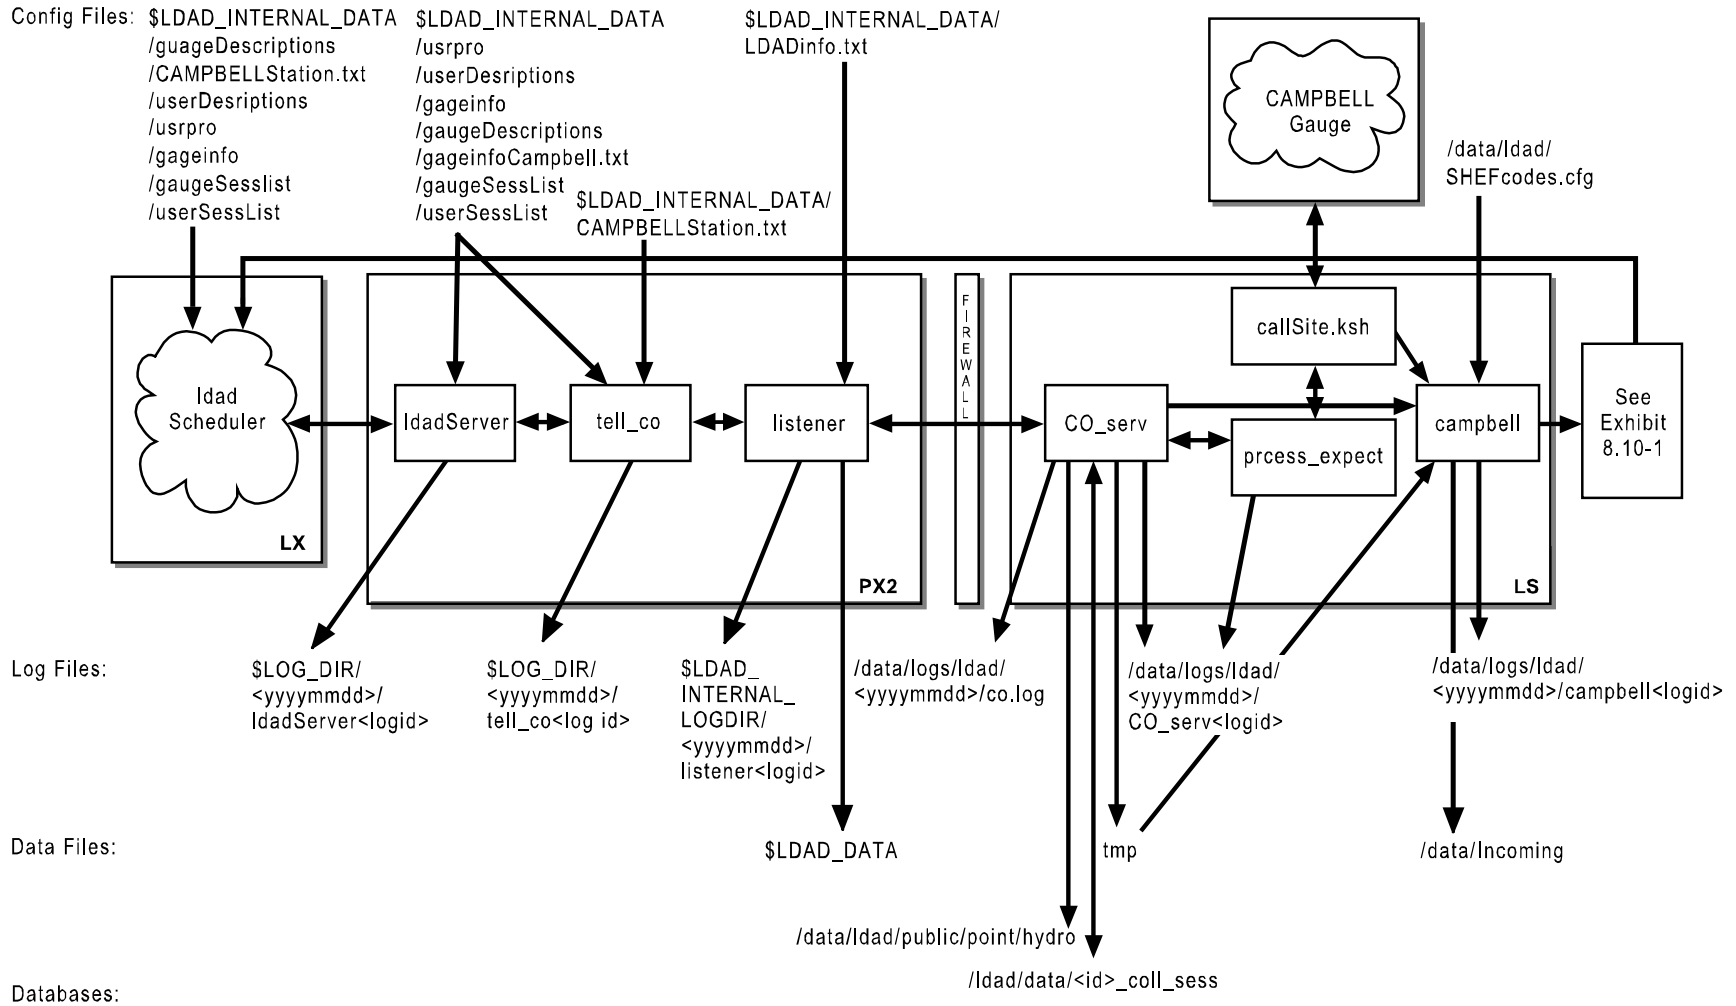 Config Files:
$LDAD_INTERNAL_DATA
/guageDescriptions
/CAMPBELLStation.txt
/userDesriptions
/usrpro
/gageinfo
/gaugeSesslist
/userSessList
$LDAD_INTERNAL_DATA
/usrpro
/userDesriptions
/gageinfo
/gaugeDescriptions
/gageinfoCampbell.txt
/gaugeSessList
/userSessList
$LDAD_INTERNAL_DATA/
CAMPBELLStation.txt
$LDAD_INTERNAL_DATA/
LDADinfo.txt
CAMPBELL
Gauge
/data/ldad/
SHEFcodes.cfg
ldad
Scheduler
LX
ldadServer
tell_co
listener
PX2
FIREWALL
CO_serv
callSite.ksh
prcess_expect
campbell
LS
See
Exhibit
8.10-1
Log Files:
$LOG_DIR/
<yyyymmdd>/
ldadServer<logid>
$LOG_DIR/
<yyyymmdd>/
tell_co<log id>
$LDAD_
INTERNAL_
LOGDIR/
<yyyymmdd>/
listener<logid>
/data/logs/ldad/
<yyyymmdd>/co.log
/data/logs/ldad/
<yyyymmdd>/
CO_serv<logid>
/data/logs/ldad/
<yyyymmdd>/campbell<logid>
Data Files:
$LDAD_DATA
tmp
/data/Incoming
/data/ldad/public/point/hydro
/ldad/data/<id>_coll_sess
Databases: